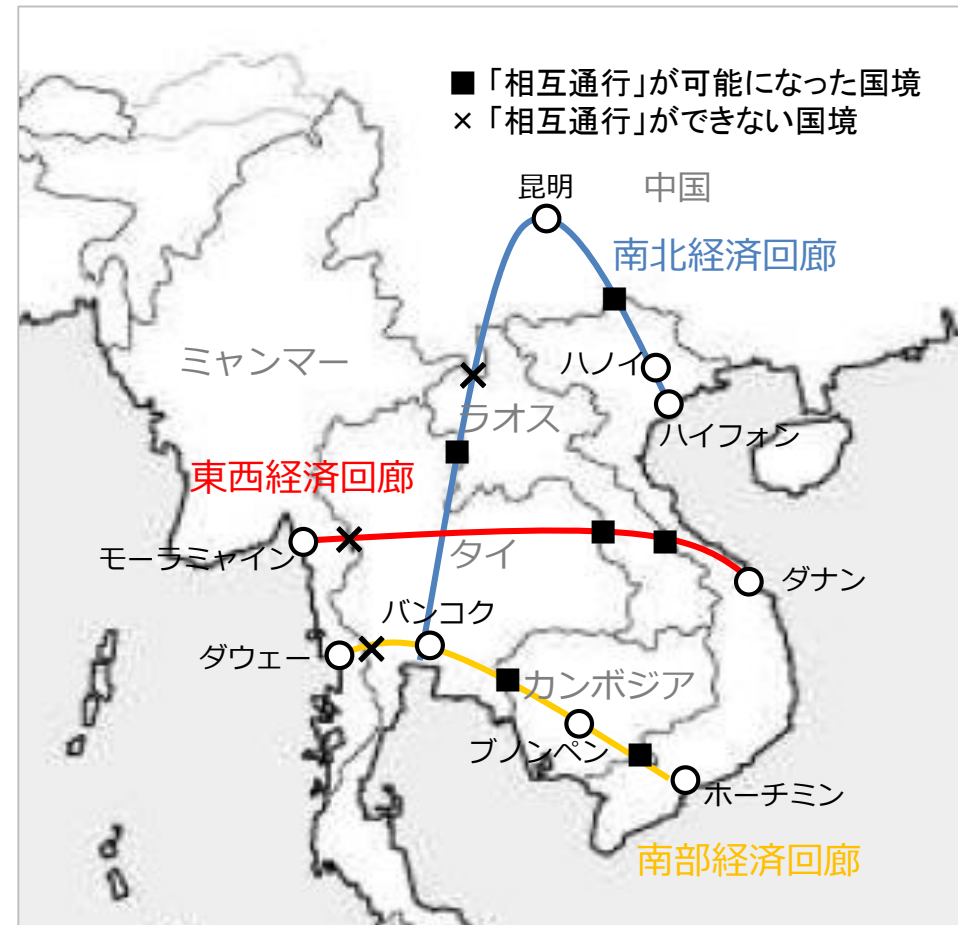 ■ 「相互通行」が可能になった国境
× 「相互通行」ができない国境
昆明
中国
南北経済回廊
ミャンマー
ハノイ
ラオス
ハイフォン
東西経済回廊
モーラミャイン
タイ
ダナン
バンコク
ダウェー
カンボジア
ブノンペン
ホーチミン
南部経済回廊